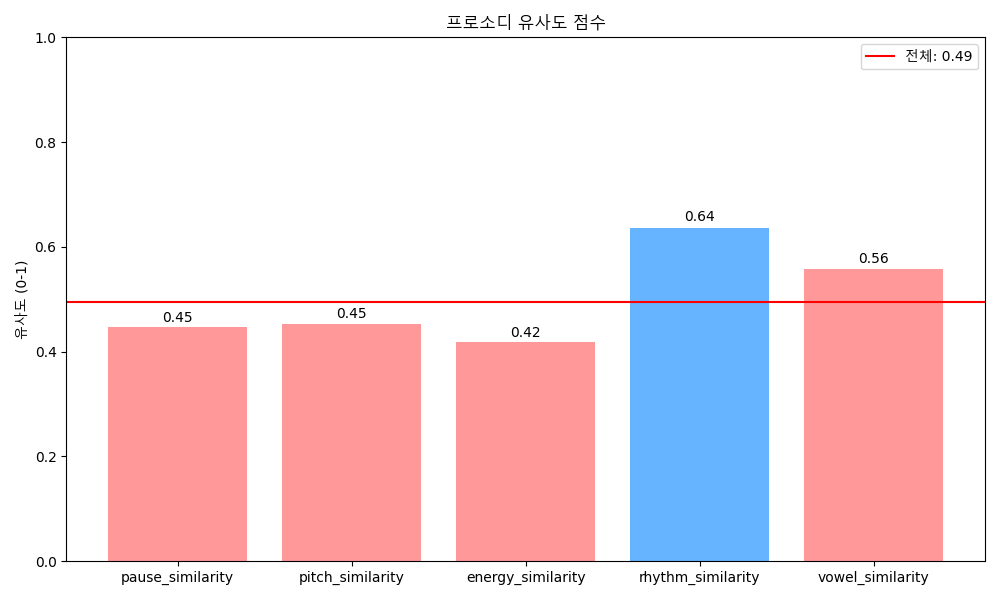 프로소디 유사도 점수
전체: 0.49
유사도 (0-1)
1.0
0.8
0.6
0.4
0.2
0.0
0.45
0.45
0.42
0.64
0.56
pause_similarity
pitch_similarity
energy_similarity
rhythm_similarity
vowel_similarity